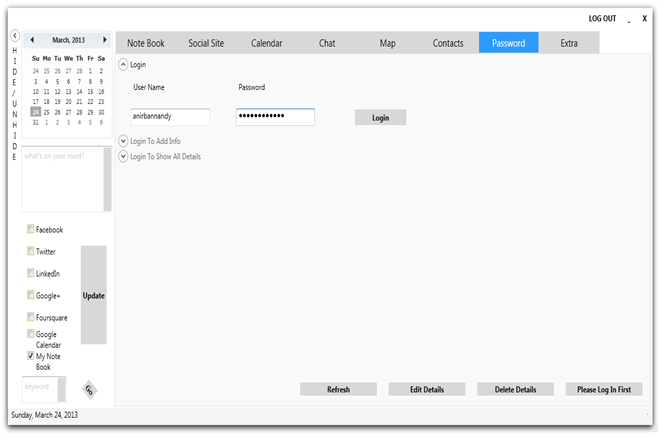 LOG OUT _ X
HIDE/UNHIDE
March, 2013
Su Mo Tu We Th Fr Sa
24 25 26 27 28 1 2
3 4 5 6 7 8 9
10 11 12 13 14 15 16
17 18 19 20 21 22 23
24 25 26 27 28 29 30
31 1 2 3 4 5 6
what's on your mind?
Facebook
Twitter
LinkedIn
Google+
Foursquare
Google
Calendar
My Note
Book
Update
keyword
Go
Note Book Social Site Calendar Chat Map Contacts Password Extra
Login
User Name Password
anirbannandy ••••••••••••
Login
Login To Add Info
Login To Show All Details
Refresh Edit Details Delete Details Please Log In First
Sunday, March 24, 2013